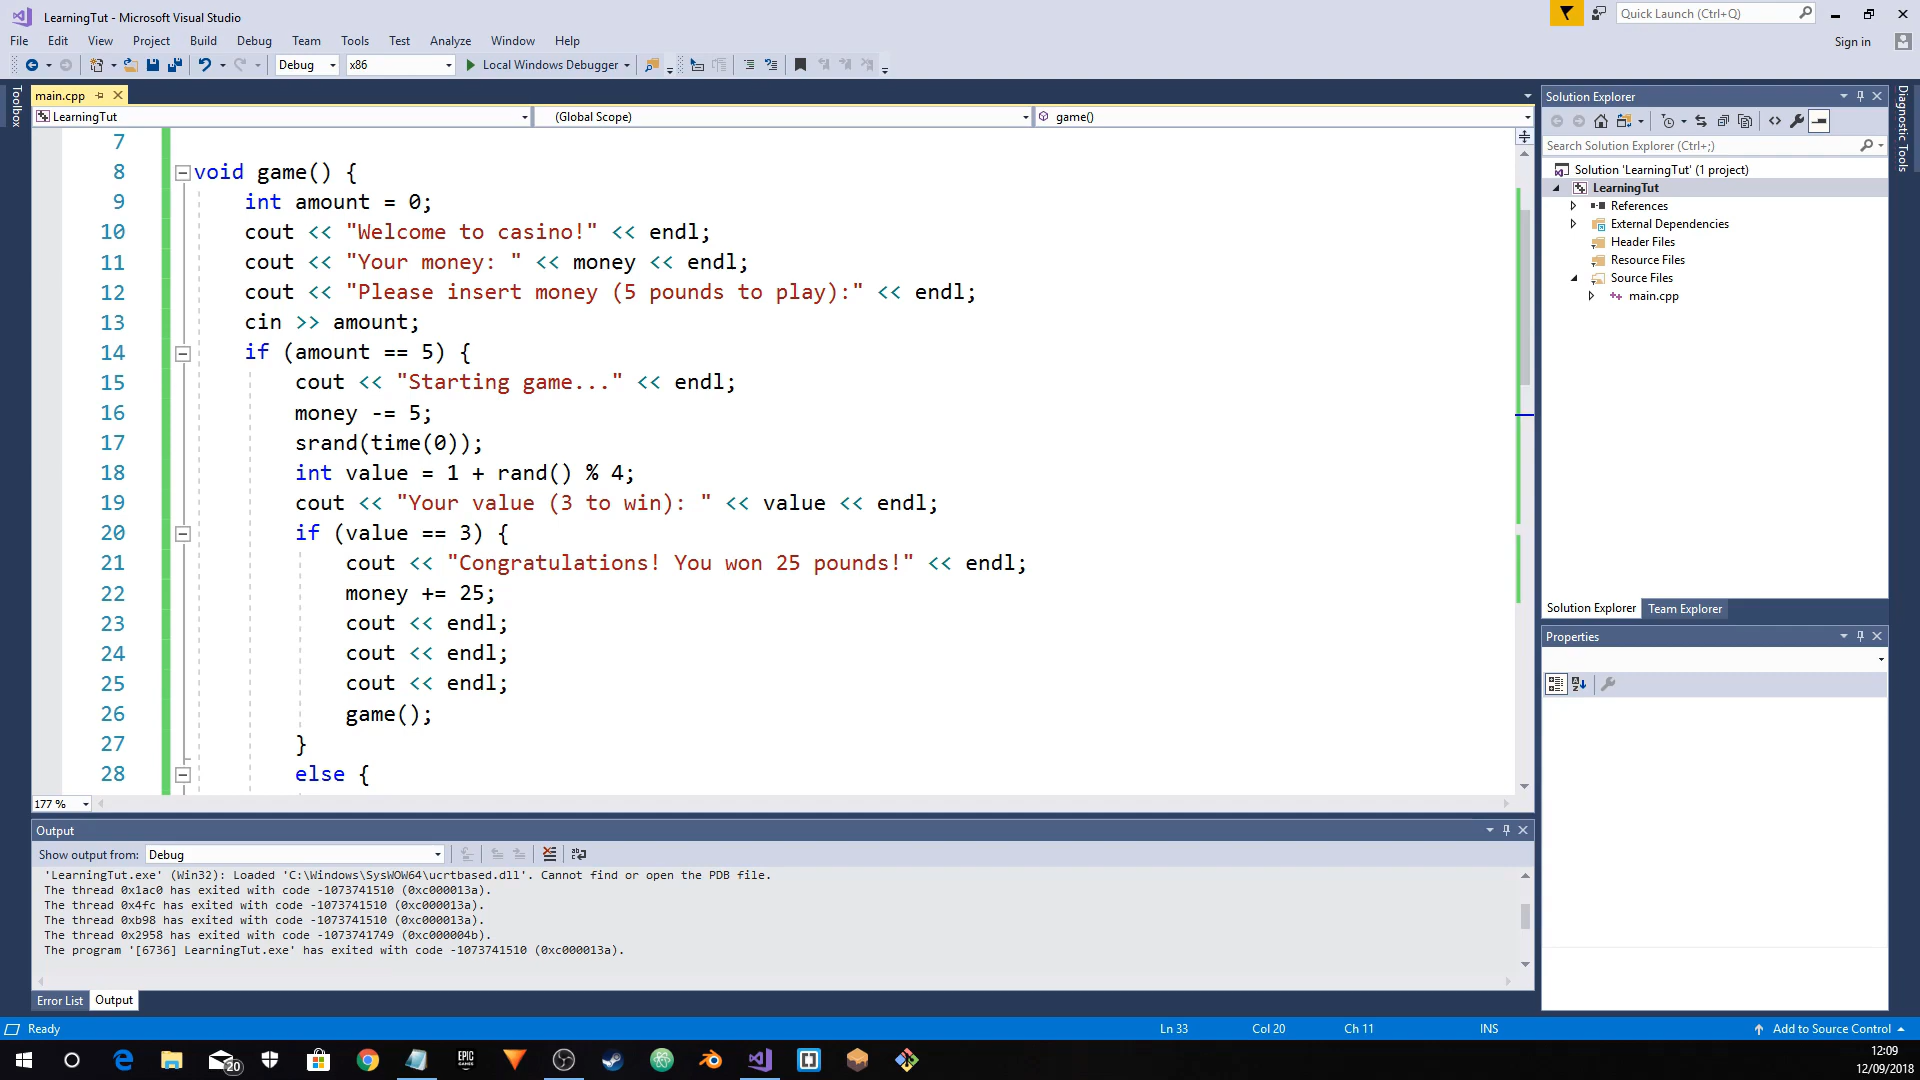 LearningTut - Microsoft Visual Studio
Quick Launch (Ctrl+Q)
File Edit View Project Build Debug Team Tools Test Analyze Window Help
Sign in
Debug x86 Local Windows Debugger
Toolbox
main.cpp
LearningTut (Global Scope) game()
7
8 void game() {
9 int amount = 0;
10 cout << "Welcome to casino!" << endl;
11 cout << "Your money: " << money << endl;
12 cout << "Please insert money (5 pounds to play):" << endl;
13 cin >> amount;
14 if (amount == 5) {
15 cout << "Starting game..." << endl;
16 money -= 5;
17 srand(time(0));
18 int value = 1 + rand() % 4;
19 cout << "Your value (3 to win): " << value << endl;
20 if (value == 3) {
21 cout << "Congratulations! You won 25 pounds!" << endl;
22 money += 25;
23 cout << endl;
24 cout << endl;
25 cout << endl;
26 game();
27 }
28 else {
177 %
Output
Show output from: Debug
'LearningTut.exe' (Win32): Loaded 'C:\Windows\SysWOW64\ucrtbased.dll'. Cannot find or open the PDB file.
The thread 0x1ac0 has exited with code -1073741510 (0xc000013a).
The thread 0x4fc has exited with code -1073741510 (0xc000013a).
The thread 0xb98 has exited with code -1073741510 (0xc000013a).
The thread 0x2958 has exited with code -1073741749 (0xc000004b).
The program '[6736] LearningTut.exe' has exited with code -1073741510 (0xc000013a).
Error List Output
Solution Explorer
Search Solution Explorer (Ctrl+;)
Solution 'LearningTut' (1 project)
LearningTut
References
External Dependencies
Header Files
Resource Files
Source Files
main.cpp
Solution Explorer Team Explorer
Properties
Diagnostic Tools
Ready Ln 33 Col 20 Ch 11 INS Add to Source Control
20
EPIC
GAMES
12:09
12/09/2018